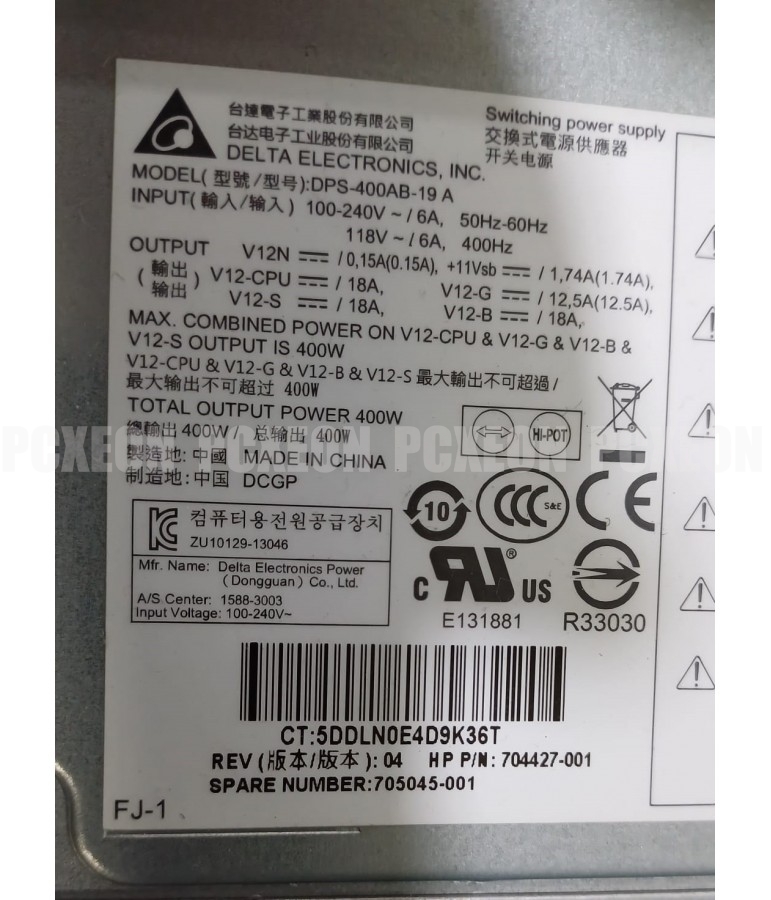 台達電子工業股份有限公司
台达电子工业股份有限公司
DELTA ELECTRONICS, INC.
Switching power supply
交換式電源供應器
开关电源
MODEL(型號/型号):DPS-400AB-19 A
INPUT(輸入/输入) 100-240V ~ / 6A, 50Hz-60Hz
118V ~ / 6A, 400Hz
OUTPUT V12N ⎓ / 0,15A(0.15A), +11Vsb ⎓ / 1,74A(1.74A),
(輸出 输出) V12-CPU ⎓ / 18A, V12-G ⎓ / 12,5A(12.5A),
V12-S ⎓ / 18A, V12-B ⎓ / 18A,
MAX. COMBINED POWER ON V12-CPU & V12-G & V12-B &
V12-S OUTPUT IS 400W
V12-CPU & V12-G & V12-B & V12-S 最大輸出不可超過/
最大输出不可超过 400W
TOTAL OUTPUT POWER 400W
總輸出 400W / 总输出 400W
製造地: 中國 MADE IN CHINA
制造地: 中国 DCGP
HI-POT
컴퓨터용전원공급장치
ZU10129-13046
Mfr. Name: Delta Electronics Power
(Dongguan) Co., Ltd.
A/S Center: 1588-3003
Input Voltage: 100-240V~
10
CCC S&E
CE
c RU ® US
E131881
R33030
CT:5DDLN0E4D9K36T
REV (版本/版本): 04 HP P/N: 704427-001
SPARE NUMBER:705045-001
FJ-1
PCXEON PCXEON PCXEON PCXEON